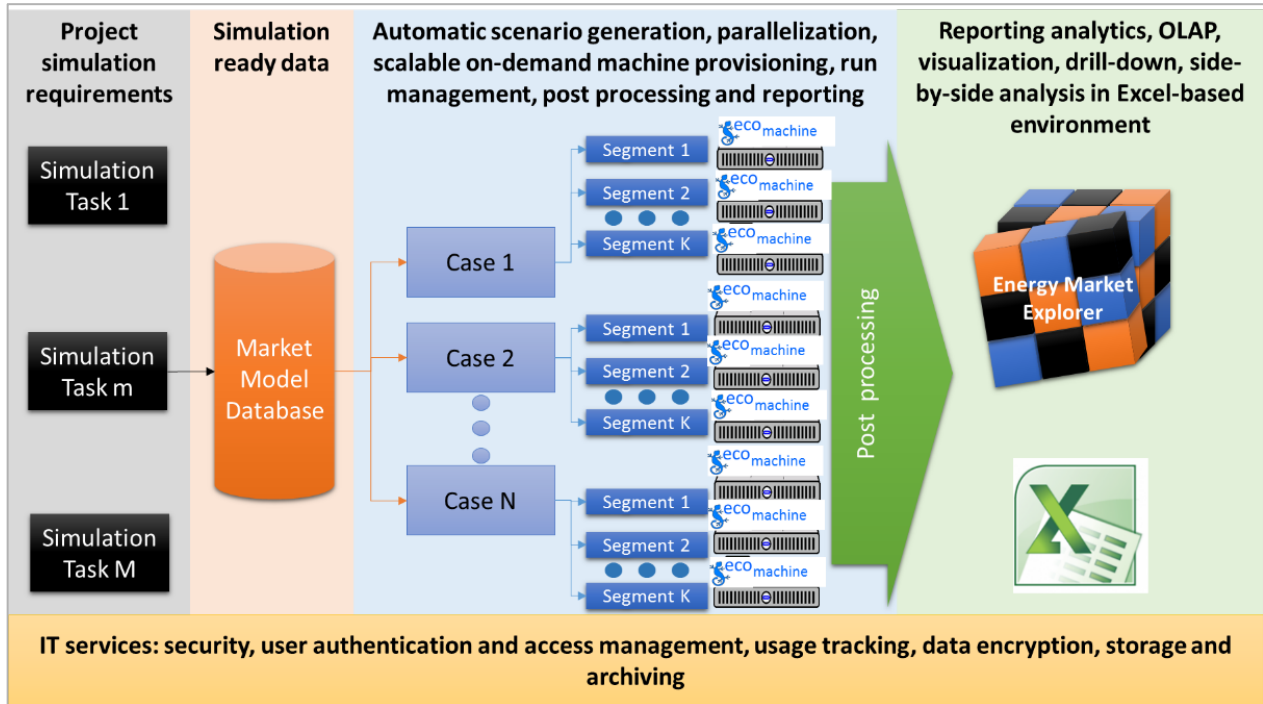 Project
simulation
requirements
Simulation
ready data
Automatic scenario generation, parallelization,
scalable on-demand machine provisioning, run
management, post processing and reporting
Reporting analytics, OLAP,
visualization, drill-down, side-
by-side analysis in Excel-based
environment
Simulation
Task 1
Simulation
Task m
Simulation
Task M
Market
Model
Database
Case 1
Segment 1
eco machine
Segment 2
eco machine
Segment K
eco machine
Case 2
Segment 1
eco machine
Segment 2
eco machine
Segment K
eco machine
Case N
Segment 1
eco machine
Segment 2
eco machine
Segment K
eco machine
Post processing
Energy Market
Explorer
X
IT services: security, user authentication and access management, usage tracking, data encryption, storage and
archiving